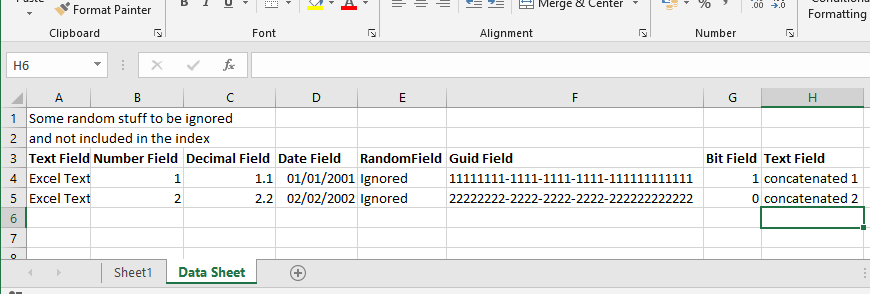 Format Painter
B I U
A
Merge & Center
% ,
Formatting
Clipboard Font Alignment Number
H6 fx
A B C D E F G H
1 Some random stuff to be ignored
2 and not included in the index
3 Text Field Number Field Decimal Field Date Field RandomField Guid Field Bit Field Text Field
4 Excel Text 1 1.1 01/01/2001 Ignored 11111111-1111-1111-1111-111111111111 1 concatenated 1
5 Excel Text 2 2.2 02/02/2002 Ignored 22222222-2222-2222-2222-222222222222 0 concatenated 2
6
7
Sheet1 Data Sheet